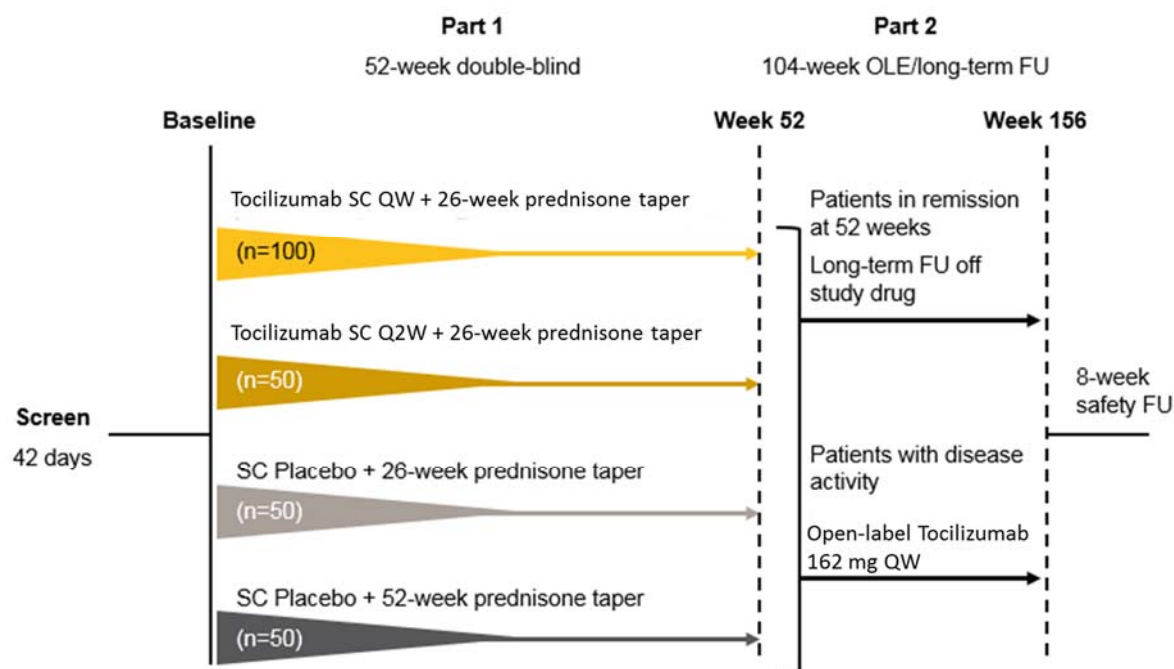 Part 1
52-week double-blind
Part 2
104-week OLE/long-term FU
Baseline
Week 52
Week 156
Tocilizumab SC QW + 26-week prednisone taper
(n=100)
Tocilizumab SC Q2W + 26-week prednisone taper
(n=50)
Screen
42 days
SC Placebo + 26-week prednisone taper
(n=50)
SC Placebo + 52-week prednisone taper
(n=50)
Patients in remission
at 52 weeks
Long-term FU off
study drug
Patients with disease
activity
Open-label Tocilizumab
162 mg QW
8-week
safety FU